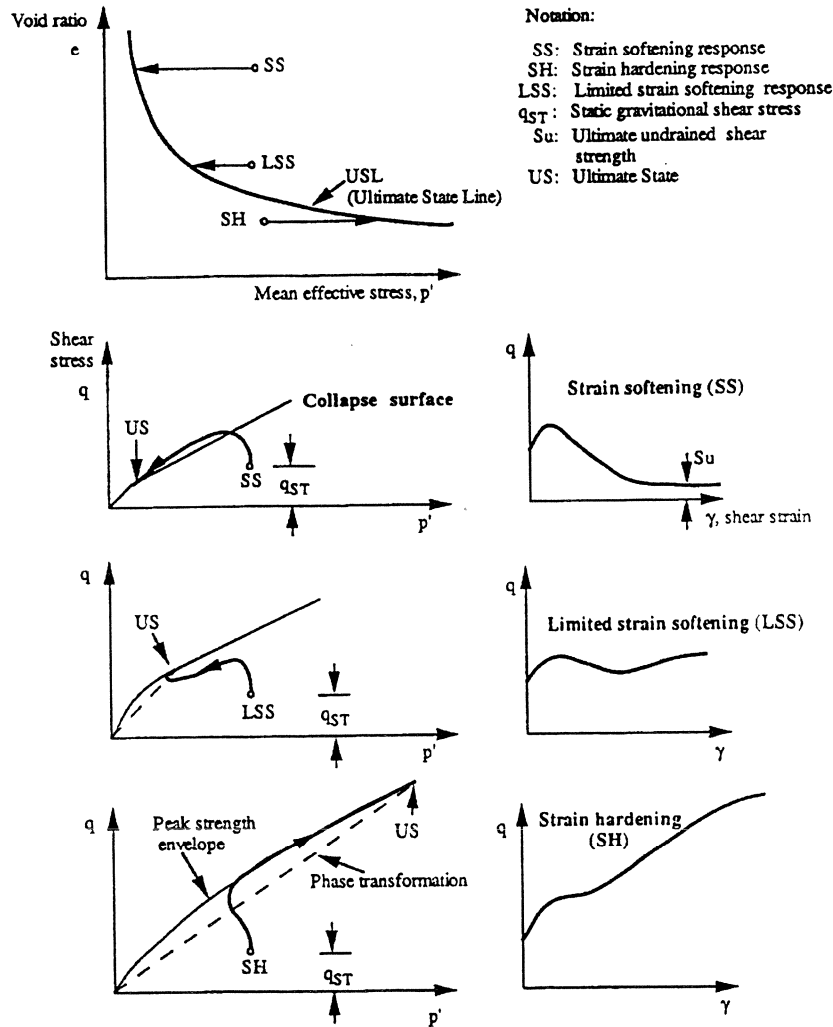 Void ratio
e
SS
LSS
USL
(Ultimate State Line)
SH
Mean effective stress, p'
Notation:
SS: Strain softening response
SH: Strain hardening response
LSS: Limited strain softening response
qST: Static gravitational shear stress
Su: Ultimate undrained shear
strength
US: Ultimate State
Shear
stress
q
US
Collapse surface
SS
qST
p'
q
Strain softening (SS)
Su
γ, shear strain
q
US
LSS
qST
p'
q
Limited strain softening (LSS)
γ
q
Peak strength
envelope
US
Phase transformation
SH
qST
p'
q
Strain hardening
(SH)
γ